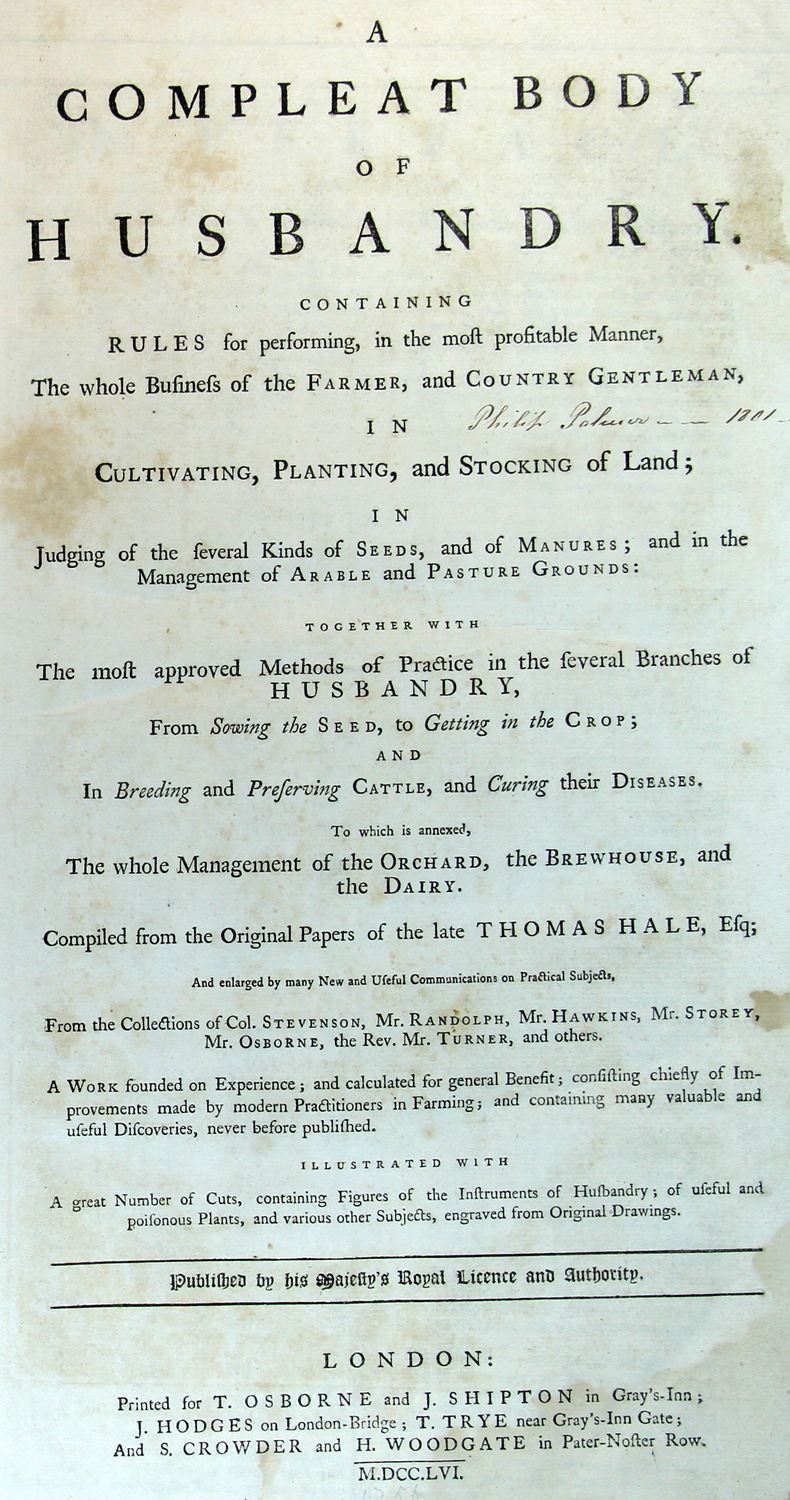 A
COMPLEAT BODY
OF
HUSBANDRY.
CONTAINING
RULES for performing, in the moſt profitable Manner,
The whole Buſineſs of the FARMER, and COUNTRY GENTLEMAN,
IN
Philip Palmer — — 1801
CULTIVATING, PLANTING, and STOCKING of Land;
IN
Judging of the ſeveral Kinds of SEEDS, and of MANURES; and in the
Management of ARABLE and PASTURE GROUNDS:
TOGETHER WITH
The moſt approved Methods of Practice in the ſeveral Branches of
HUSBANDRY,
From Sowing the SEED, to Getting in the CROP;
AND
In Breeding and Preſerving CATTLE, and Curing their DISEASES.
To which is annexed,
The whole Management of the ORCHARD, the BREWHOUSE, and
the DAIRY.
Compiled from the Original Papers of the late THOMAS HALE, Eſq;
And enlarged by many New and Uſeful Communications on Practical Subjects,
From the Collections of Col. STEVENSON, Mr. RANDOLPH, Mr. HAWKINS, Mr. STOREY,
Mr. OSBORNE, the Rev. Mr. TURNER, and others.
A WORK founded on Experience; and calculated for general Benefit; conſiſting chiefly of Im-
provements made by modern Practitioners in Farming; and containing many valuable and
uſeful Diſcoveries, never before publiſhed.
ILLUSTRATED WITH
A great Number of Cuts, containing Figures of the Inſtruments of Huſbandry; of uſeful and
poiſonous Plants, and various other Subjects, engraved from Original Drawings.
Publiſhed by his Majeſty's Royal Licence and Authority.
LONDON:
Printed for T. OSBORNE and J. SHIPTON in Gray's-Inn;
J. HODGES on London-Bridge; T. TRYE near Gray's-Inn Gate;
And S. CROWDER and H. WOODGATE in Pater-Noſter Row.
M.DCC.LVI.